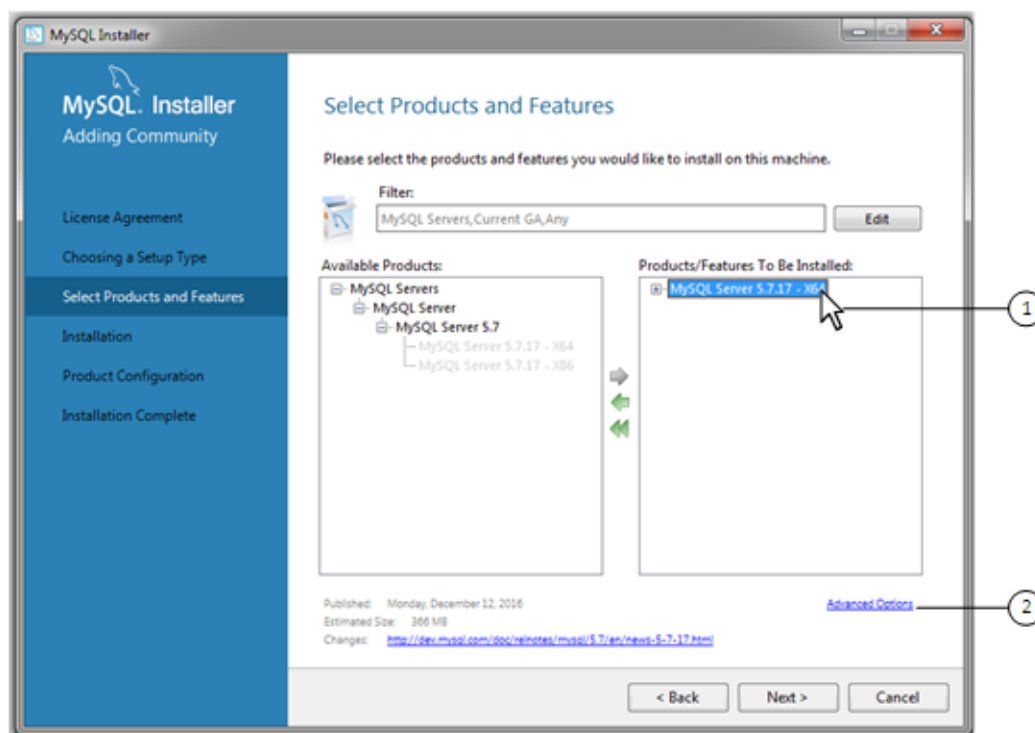 MySQL Installer
MySQL. Installer
Adding Community
License Agreement
Choosing a Setup Type
Select Products and Features
Installation
Product Configuration
Installation Complete
Select Products and Features
Please select the products and features you would like to install on this machine.
Filter:
MySQL Servers,Current GA,Any
Edit
Available Products:
MySQL Servers
MySQL Server
MySQL Server 5.7
MySQL Server 5.7.17 - X64
MySQL Server 5.7.17 - X86
Products/Features To Be Installed:
MySQL Server 5.7.17 - X64
1
Published: Monday, December 12, 2016
Estimated Size: 366 MB
Changes: http://dev.mysql.com/doc/relnotes/mysql/5.7/en/news-5-7-17.html
Advanced Options
2
< Back
Next >
Cancel